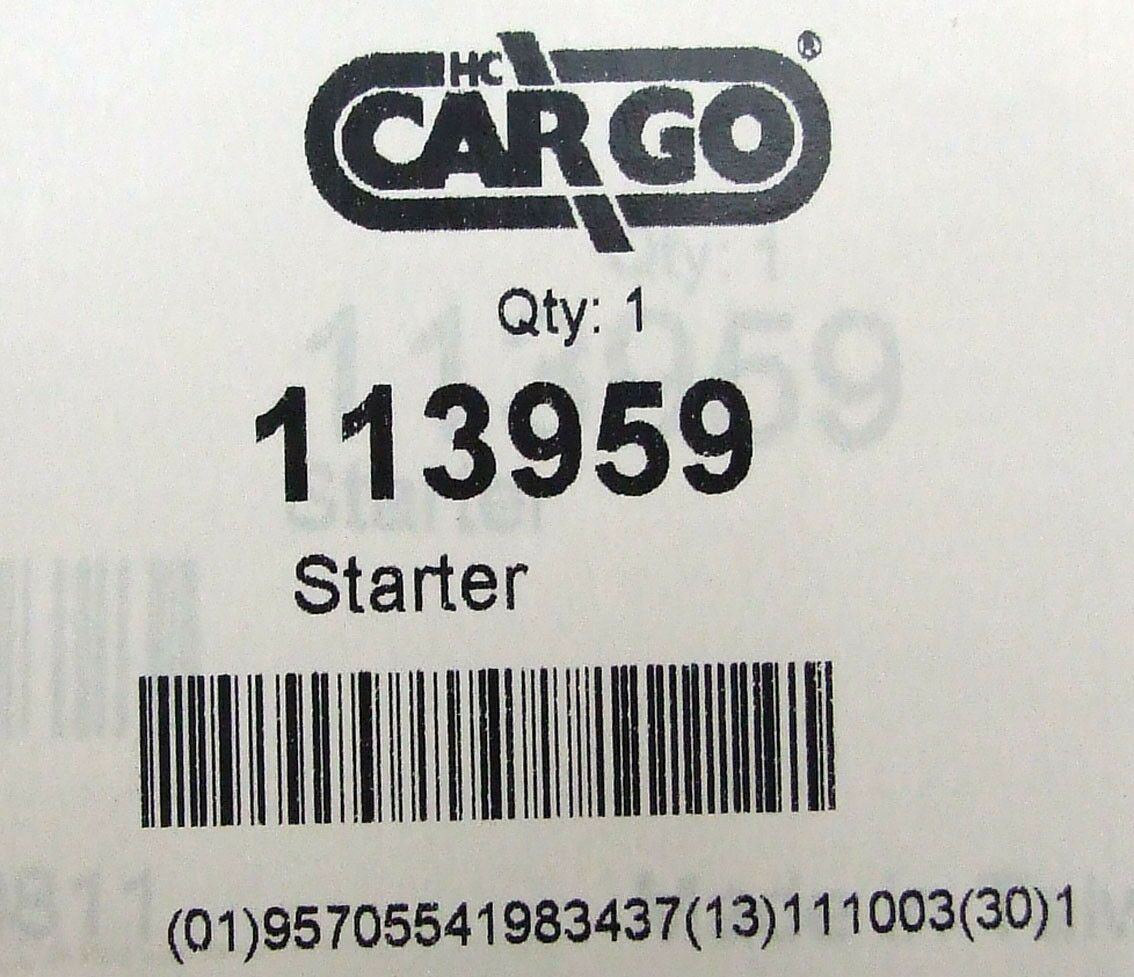 HC
CARGO®
Qty: 1
113959
Starter
(01)95705541983437(13)111003(30)1